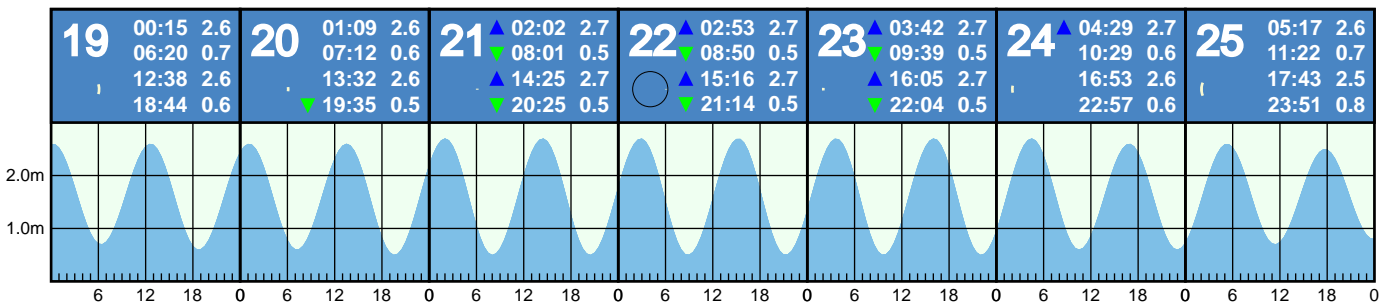 19 00:15 2.6
06:20 0.7
12:38 2.6
18:44 0.6
20 01:09 2.6
07:12 0.6
13:32 2.6
▼ 19:35 0.5
21 ▲ 02:02 2.7
▼ 08:01 0.5
▲ 14:25 2.7
▼ 20:25 0.5
22 ▲ 02:53 2.7
▼ 08:50 0.5
▲ 15:16 2.7
▼ 21:14 0.5
23 ▲ 03:42 2.7
▼ 09:39 0.5
▲ 16:05 2.7
▼ 22:04 0.5
24 ▲ 04:29 2.7
10:29 0.6
16:53 2.6
22:57 0.6
25 05:17 2.6
11:22 0.7
17:43 2.5
23:51 0.8
2.0m
1.0m
6 12 18 0 6 12 18 0 6 12 18 0 6 12 18 0 6 12 18 0 6 12 18 0 6 12 18 0